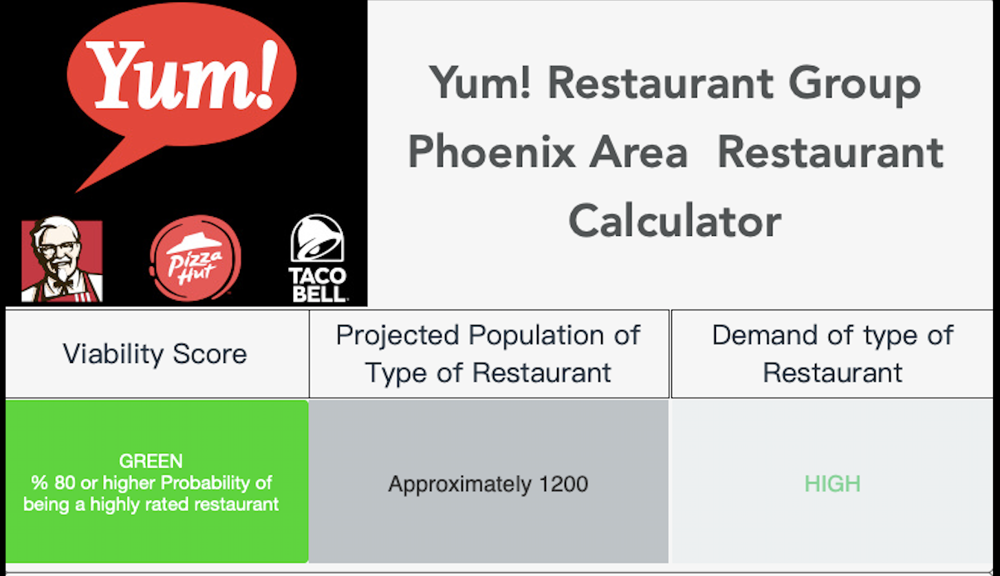 Yum!
Yum! Restaurant Group
Phoenix Area  Restaurant
Calculator
Pizza
Hut
TACO
BELL
Viability Score
Projected Population of
Type of Restaurant
Demand of type of
Restaurant
GREEN
% 80 or higher Probability of
being a highly rated restaurant
Approximately 1200
HIGH